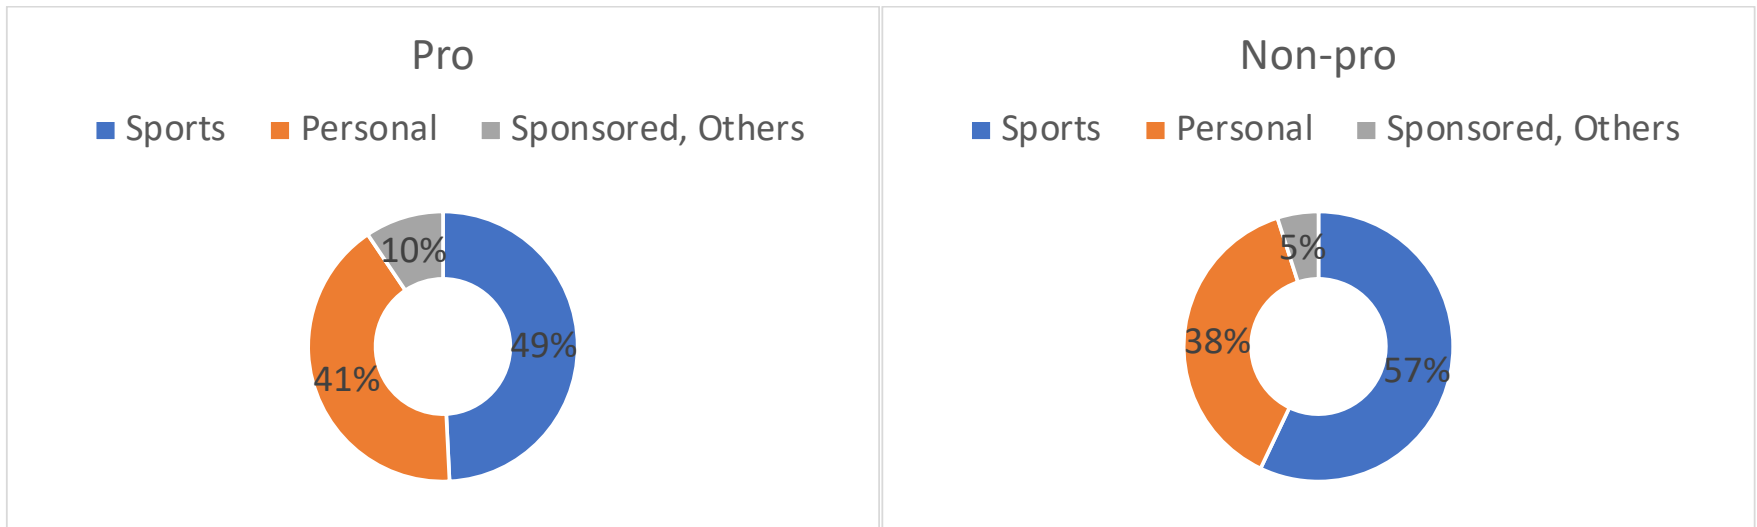 Pro
Sports Personal Sponsored, Others
10%
49%
41%
Non-pro
Sports Personal Sponsored, Others
5%
38%
57%